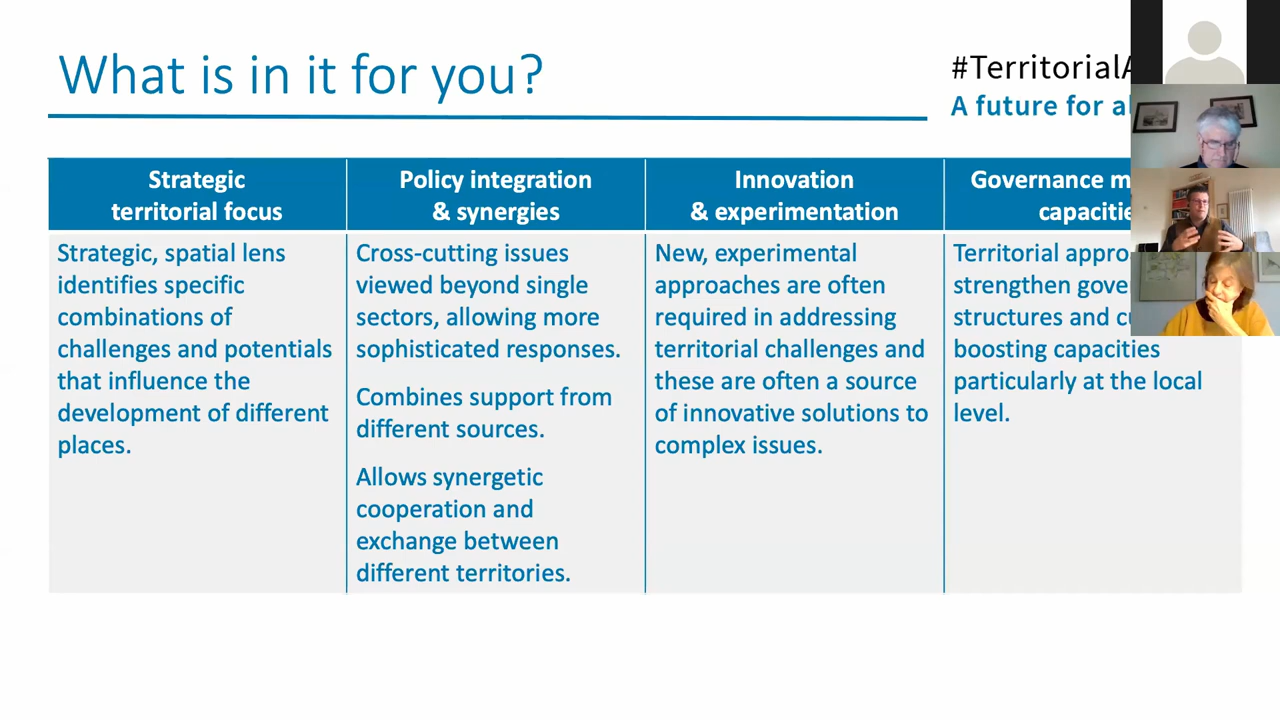 What is in it for you?
#Territorial
A future for
Strategic
territorial focus
Policy integration
& synergies
Innovation
& experimentation
Governance
Strategic, spatial lens
identifies specific
combinations of
challenges and potentials
that influence the
development of different
places.
Cross-cutting issues
viewed beyond single
sectors, allowing more
sophisticated responses.
Combines support from
different sources.
Allows synergetic
cooperation and
exchange between
different territories.
New, experimental
approaches are often
required in addressing
territorial challenges and
these are often a source
of innovative solutions to
complex issues.
Territorial
strengthen
structures and
boosting capacities
particularly at the local
level.